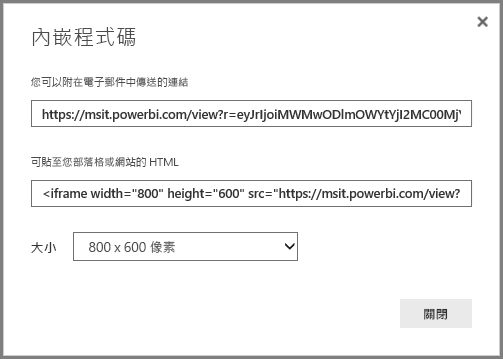 內嵌程式碼
您可以附在電子郵件中傳送的連結
https://msit.powerbi.com/view?r=eyJrIjoiMWMwODlmOWYtYjI2MC00Mj
可貼至您部落格或網站的 HTML
<iframe width="800" height="600" src="https://msit.powerbi.com/view?
大小 800 x 600 像素
關閉